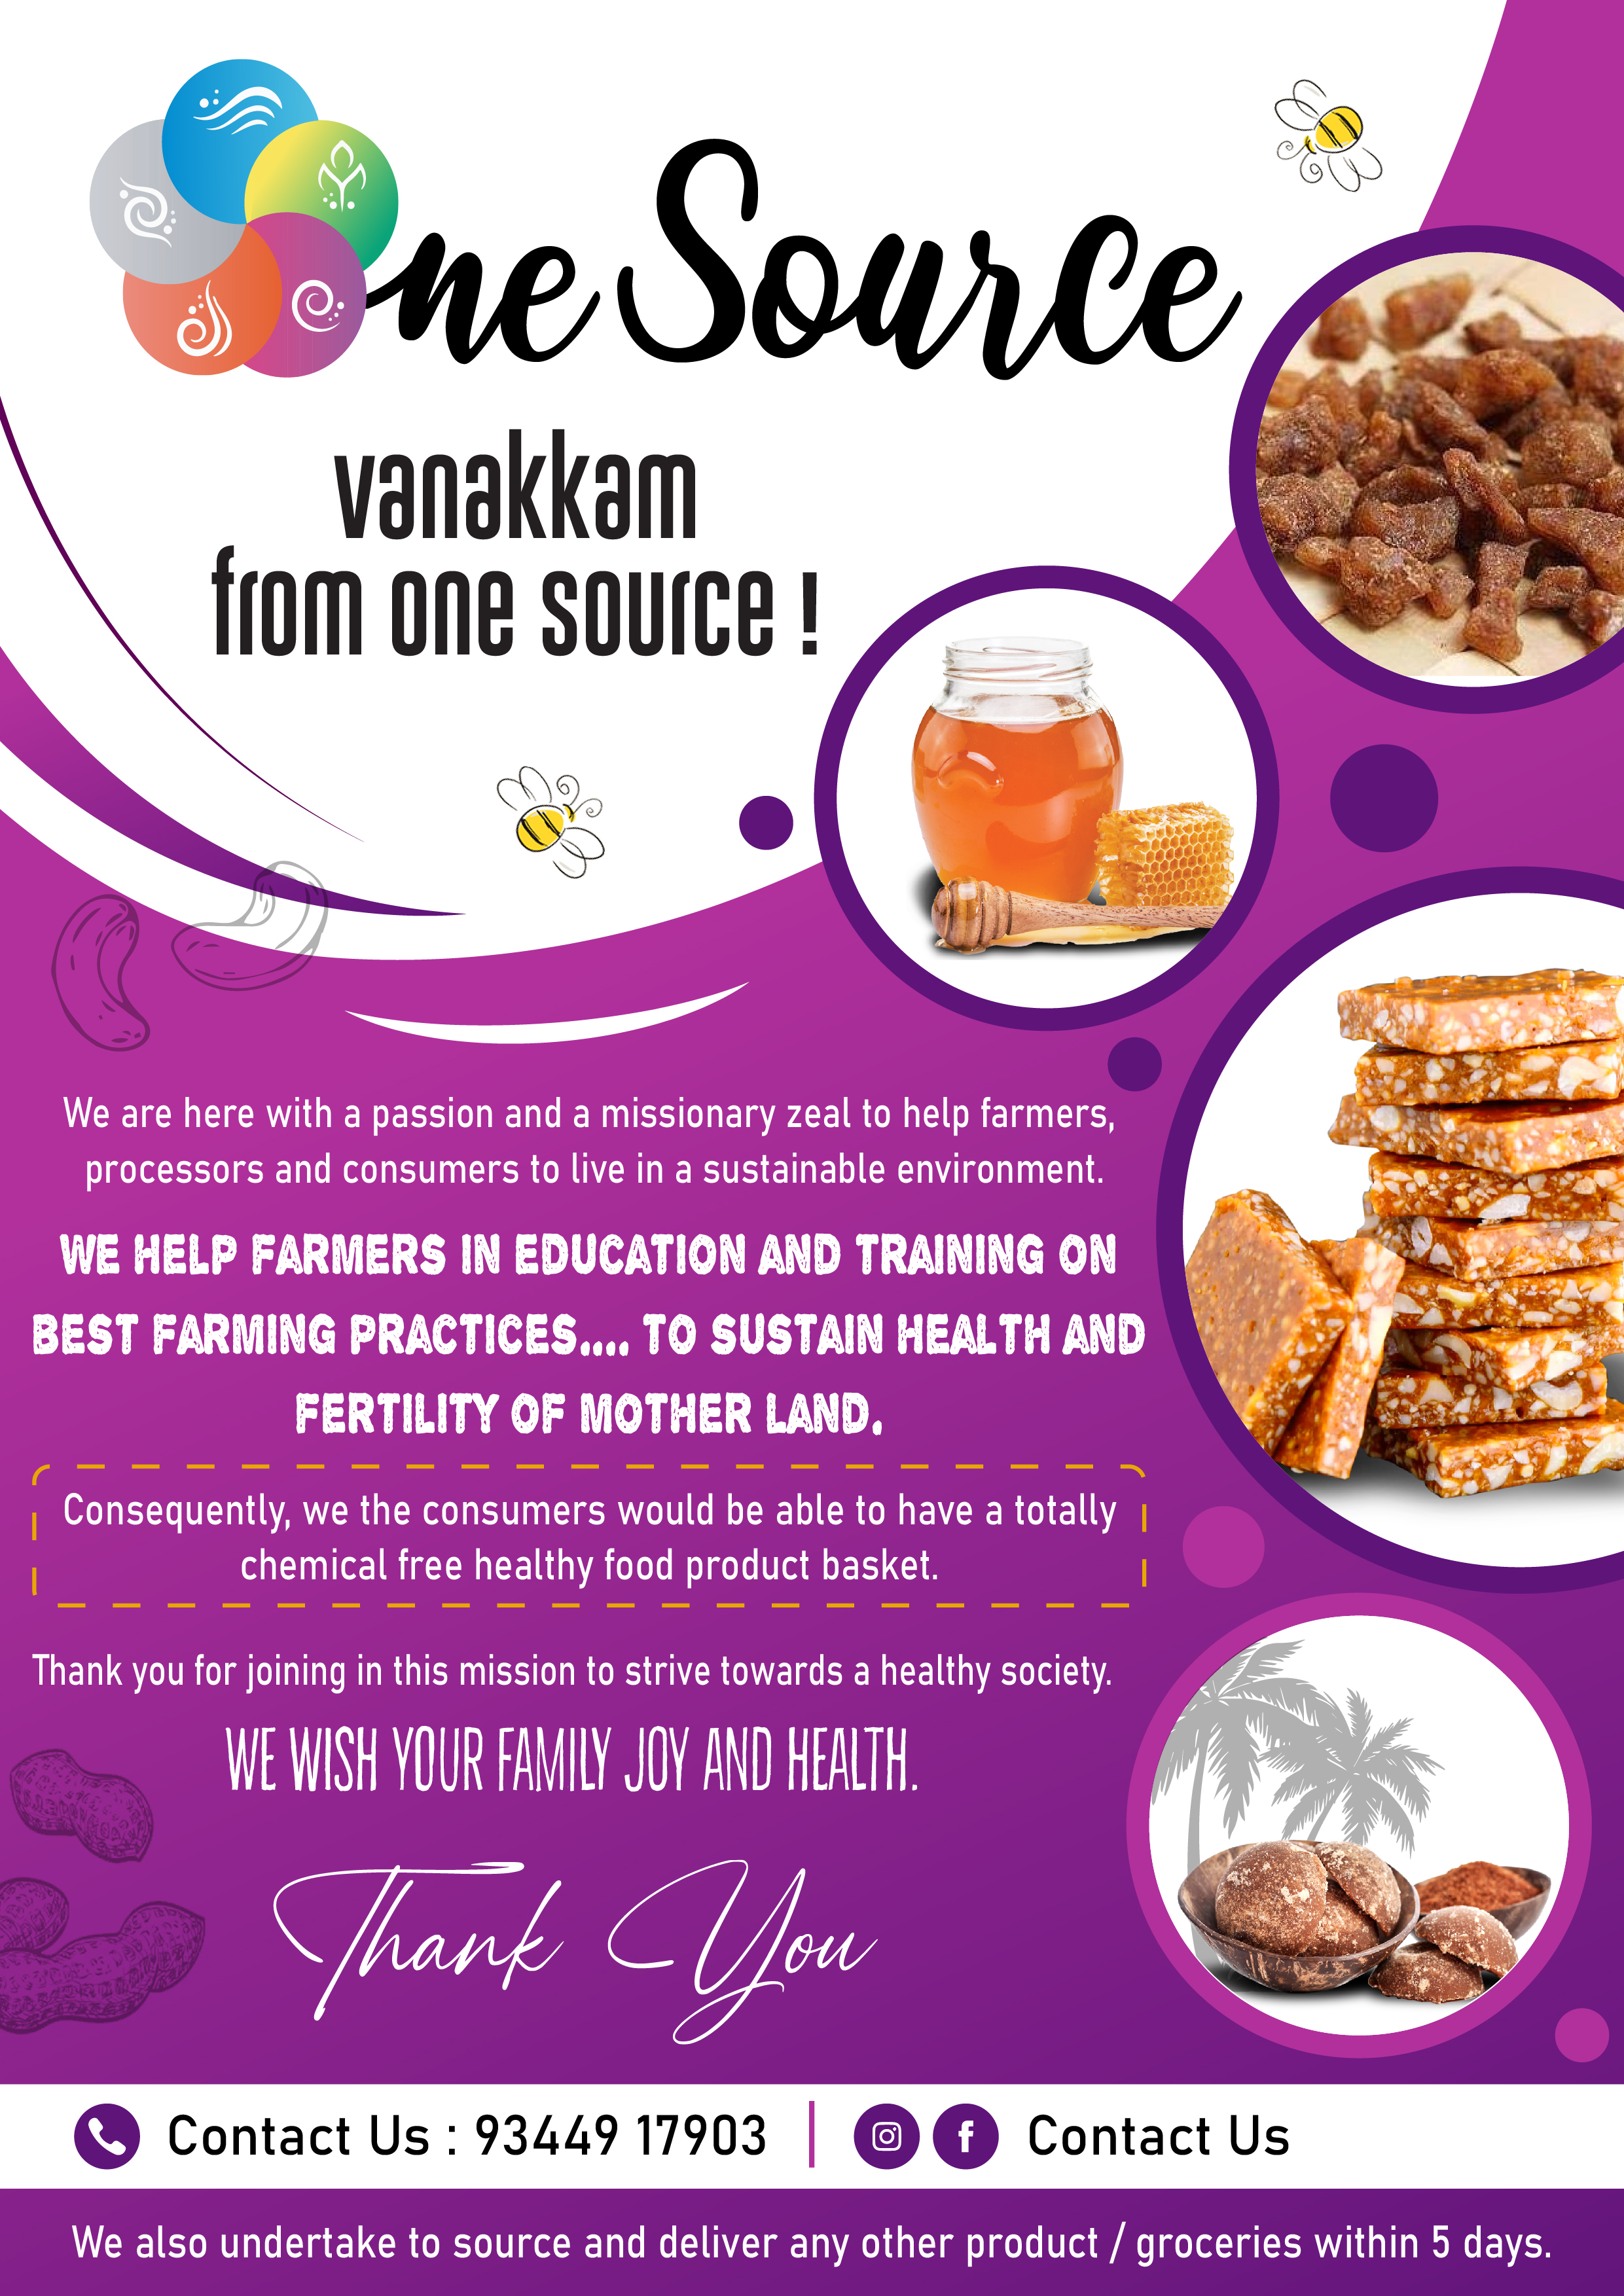 One Source
vanakkam
from one source !
We are here with a passion and a missionary zeal to help farmers,
processors and consumers to live in a sustainable environment.
WE HELP FARMERS IN EDUCATION AND TRAINING ON
BEST FARMING PRACTICES.... TO SUSTAIN HEALTH AND
FERTILITY OF MOTHER LAND.
Consequently, we the consumers would be able to have a totally
chemical free healthy food product basket.
Thank you for joining in this mission to strive towards a healthy society.
WE WISH YOUR FAMILY JOY AND HEALTH.
Thank You
Contact Us : 93449 17903 | Contact Us
We also undertake to source and deliver any other product / groceries within 5 days.